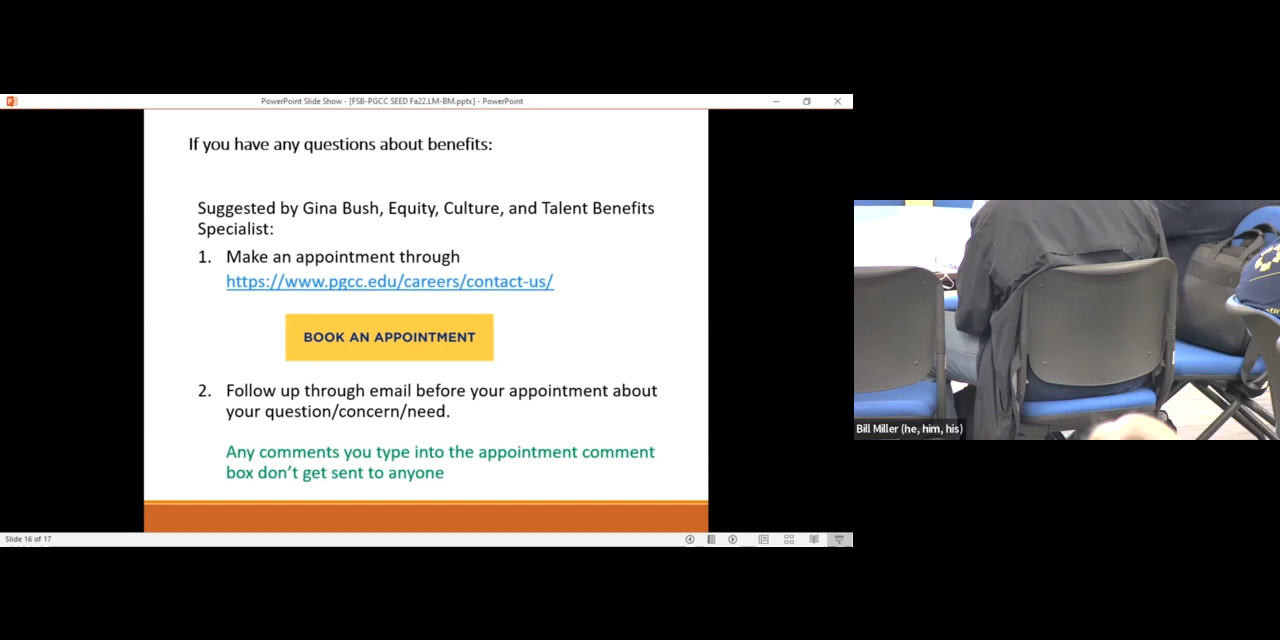 PowerPoint Slide Show - [FSB-PGCC SEED Fa22.LM-BM.pptx] - PowerPoint
If you have any questions about benefits:
Suggested by Gina Bush, Equity, Culture, and Talent Benefits
Specialist:
1. Make an appointment through
https://www.pgcc.edu/careers/contact-us/
BOOK AN APPOINTMENT
2. Follow up through email before your appointment about
your question/concern/need.
Any comments you type into the appointment comment
box don’t get sent to anyone
Slide 16 of 17
Bill Miller (he, him, his)